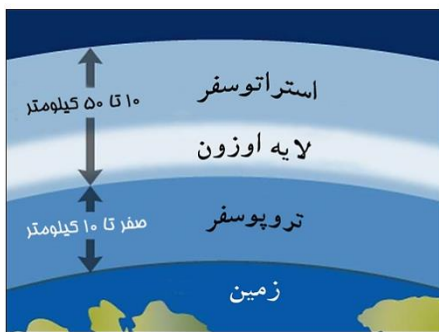 استراتوسفر
۱۰ تا ۵۰ کیلومتر
لایه اوزون
تروپوسفر
صفر تا ۱۰ کیلومتر
زمین